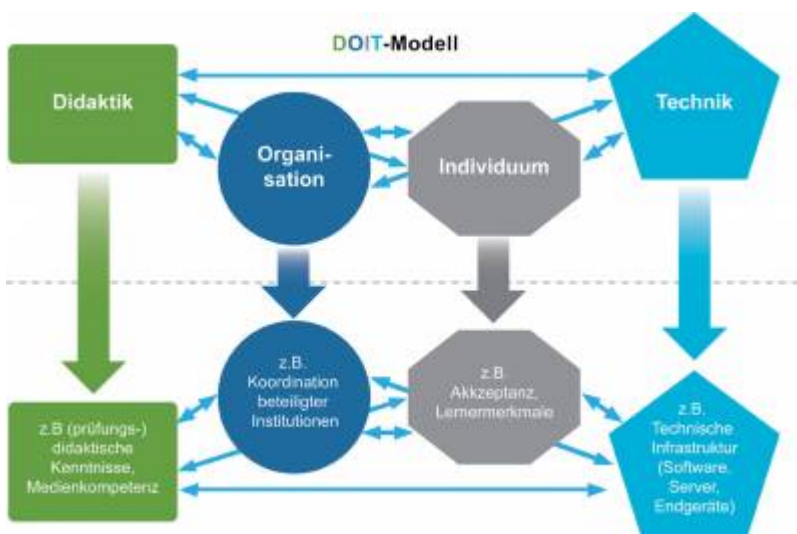 DOIT-Modell
Didaktik
Organi-
sation
Individuum
Technik
z.B (prüfungs-)
didaktische
Kenntnisse,
Medienkompetenz
z.B.
Koordination
beteiligter
Institutionen
z.B.
Akkzeptanz,
Lernermerkmale
z.B.
Technische
Infrastruktur
(Software,
Server,
Endgeräte)